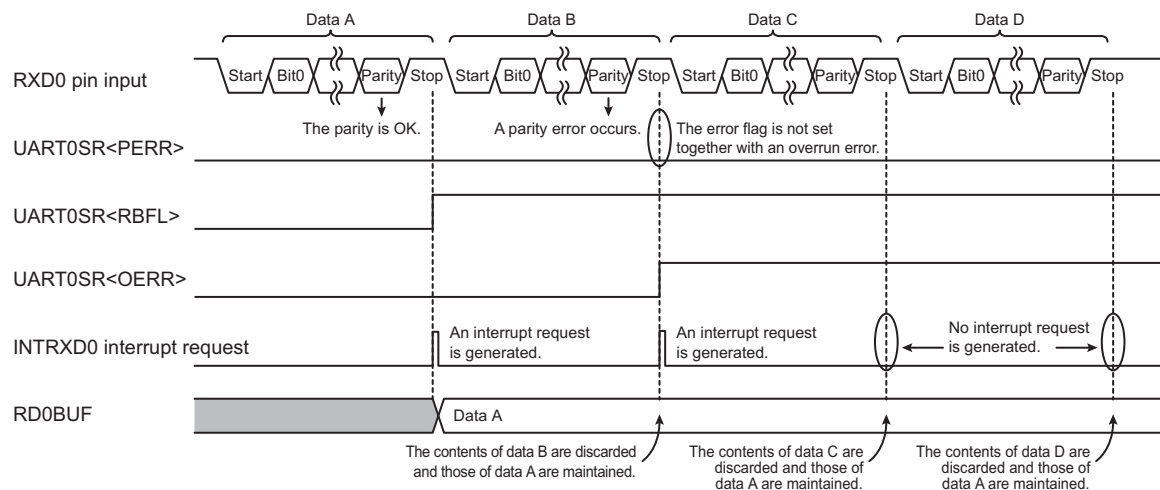 Data A Data B Data C Data D
RXD0 pin input
Start Bit0 Parity Stop Start Bit0 Parity Stop Start Bit0 Parity Stop Start Bit0 Parity Stop
The parity is OK.
A parity error occurs.
The error flag is not set
together with an overrun error.
UART0SR<PERR>
UART0SR<RBFL>
UART0SR<OERR>
INTRXD0 interrupt request
An interrupt request
is generated.
An interrupt request
is generated.
No interrupt request
is generated.
RD0BUF
Data A
The contents of data B are discarded
and those of data A are maintained.
The contents of data C are
discarded and those of
data A are maintained.
The contents of data D are
discarded and those of
data A are maintained.